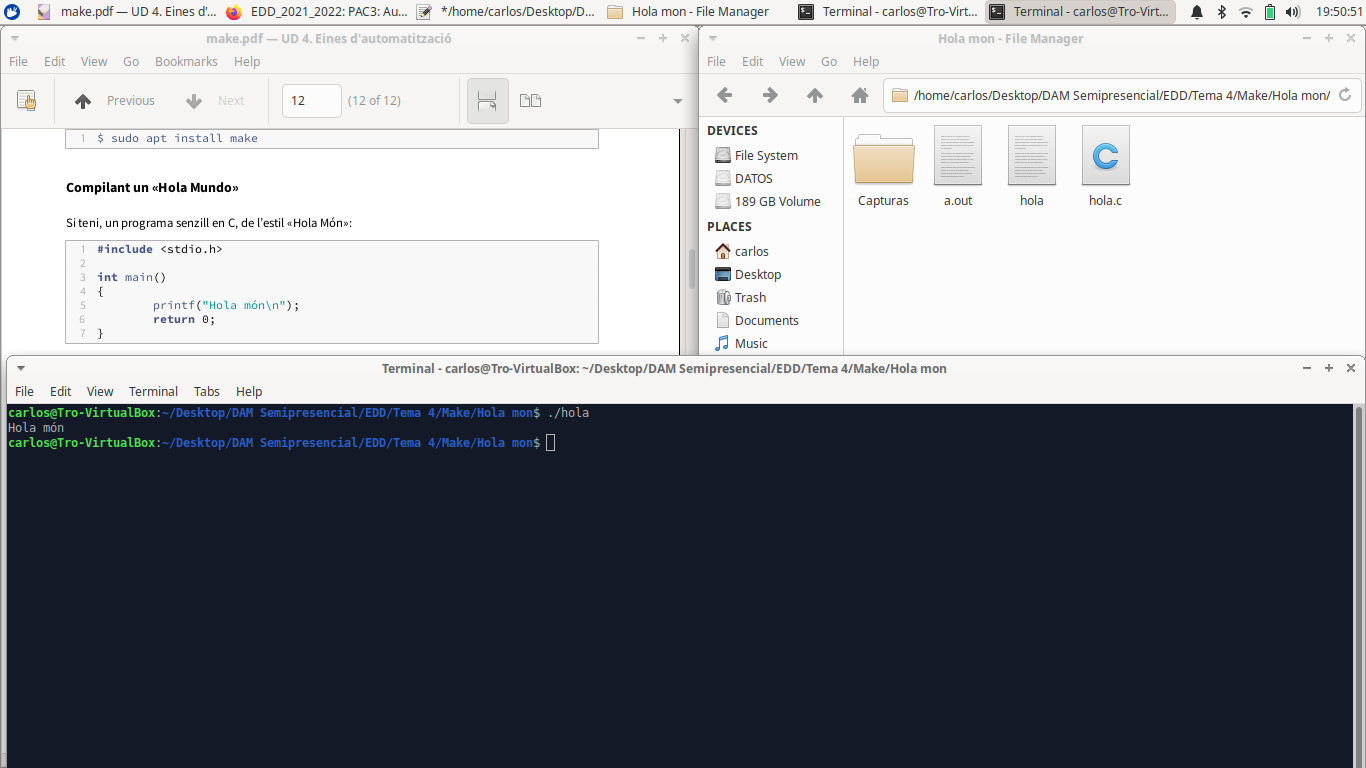 make.pdf — UD 4. Eines d'...
EDD_2021_2022: PAC3: Au...
*/home/carlos/Desktop/D...
Hola mon - File Manager
Terminal - carlos@Tro-Virt...
Terminal - carlos@Tro-Virt...
19:50:51
make.pdf — UD 4. Eines d'automatització
File Edit View Go Bookmarks Help
Previous Next 12 (12 of 12)
1 $ sudo apt install make
Compilant un «Hola Mundo»
Si teni, un programa senzill en C, de l'estil «Hola Món»:
1 #include <stdio.h>
2
3 int main()
4 {
5 printf("Hola món\n");
6 return 0;
7 }
Hola mon - File Manager
File Edit View Go Help
/home/carlos/Desktop/DAM Semipresencial/EDD/Tema 4/Make/Hola mon/
DEVICES
File System
DATOS
189 GB Volume
PLACES
carlos
Desktop
Trash
Documents
Music
Capturas
a.out
hola
C
hola.c
Terminal - carlos@Tro-VirtualBox: ~/Desktop/DAM Semipresencial/EDD/Tema 4/Make/Hola mon
File Edit View Terminal Tabs Help
carlos@Tro-VirtualBox:~/Desktop/DAM Semipresencial/EDD/Tema 4/Make/Hola mon$ ./hola
Hola món
carlos@Tro-VirtualBox:~/Desktop/DAM Semipresencial/EDD/Tema 4/Make/Hola mon$